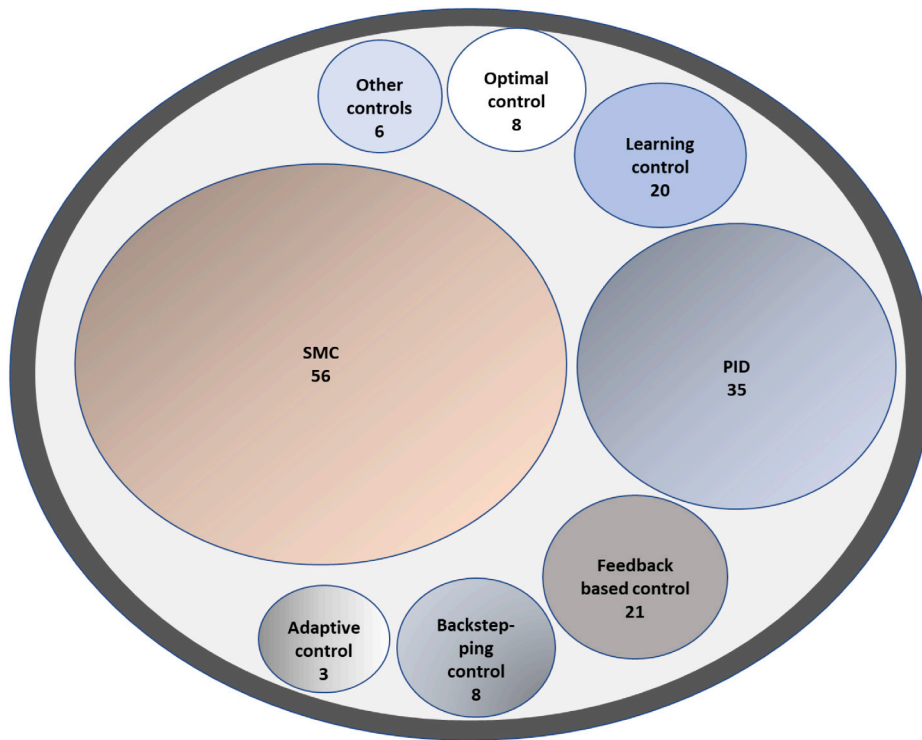 Other
controls
6
Optimal
control
8
Learning
control
20
SMC
56
PID
35
Feedback
based control
21
Adaptive
control
3
Backstep-
ping
control
8